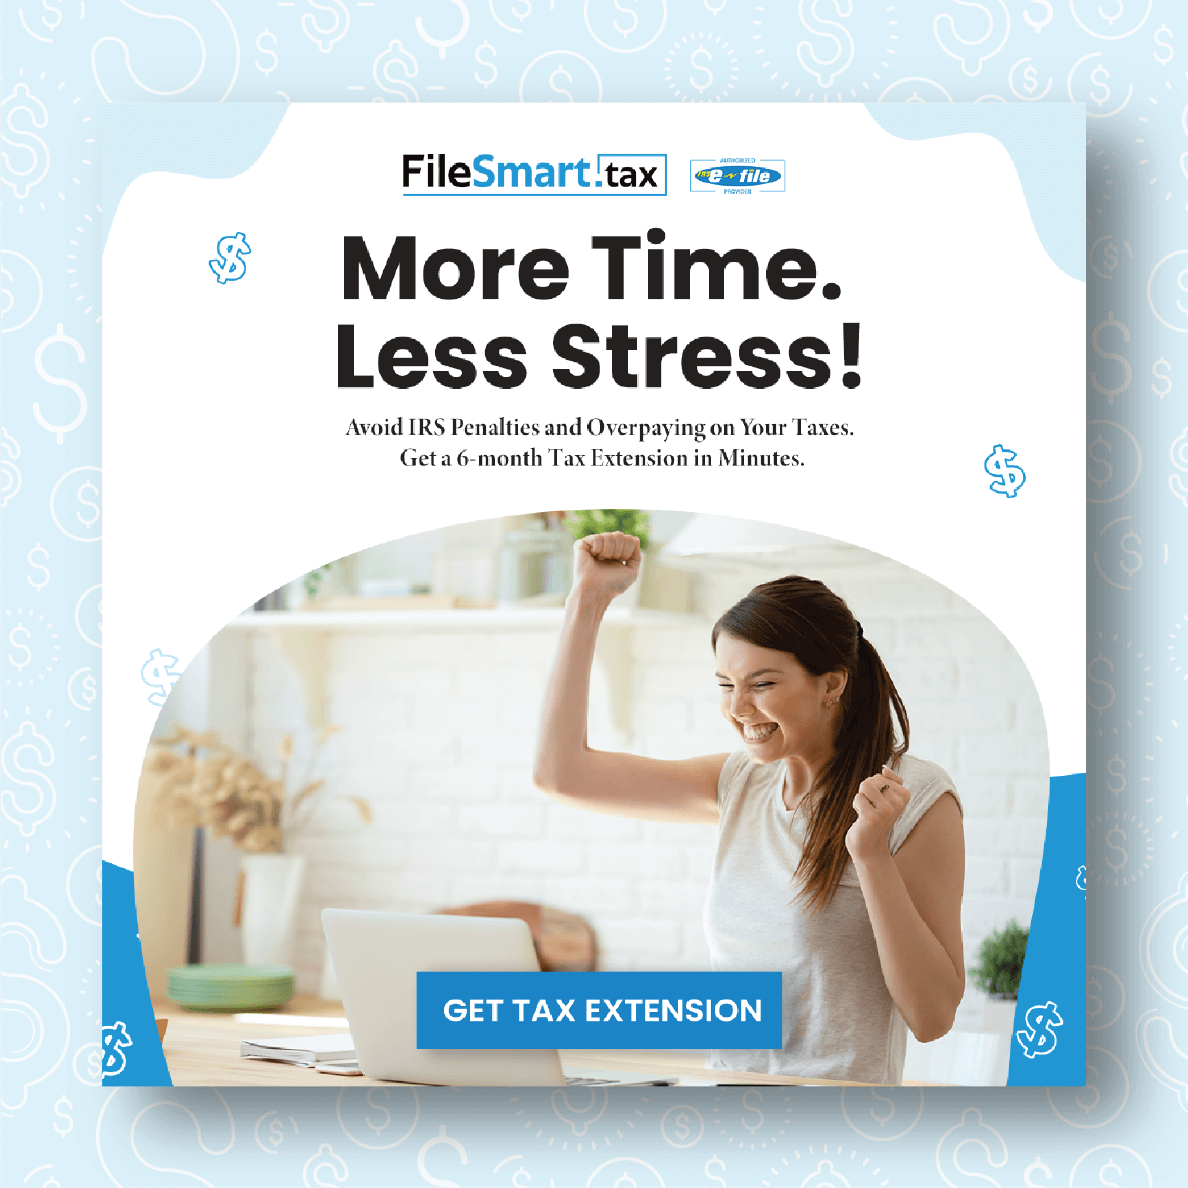 FileSmart.tax
AUTHORIZED
IRS e-file
PROVIDER
More Time.
Less Stress!
Avoid IRS Penalties and Overpaying on Your Taxes.
Get a 6-month Tax Extension in Minutes.
GET TAX EXTENSION